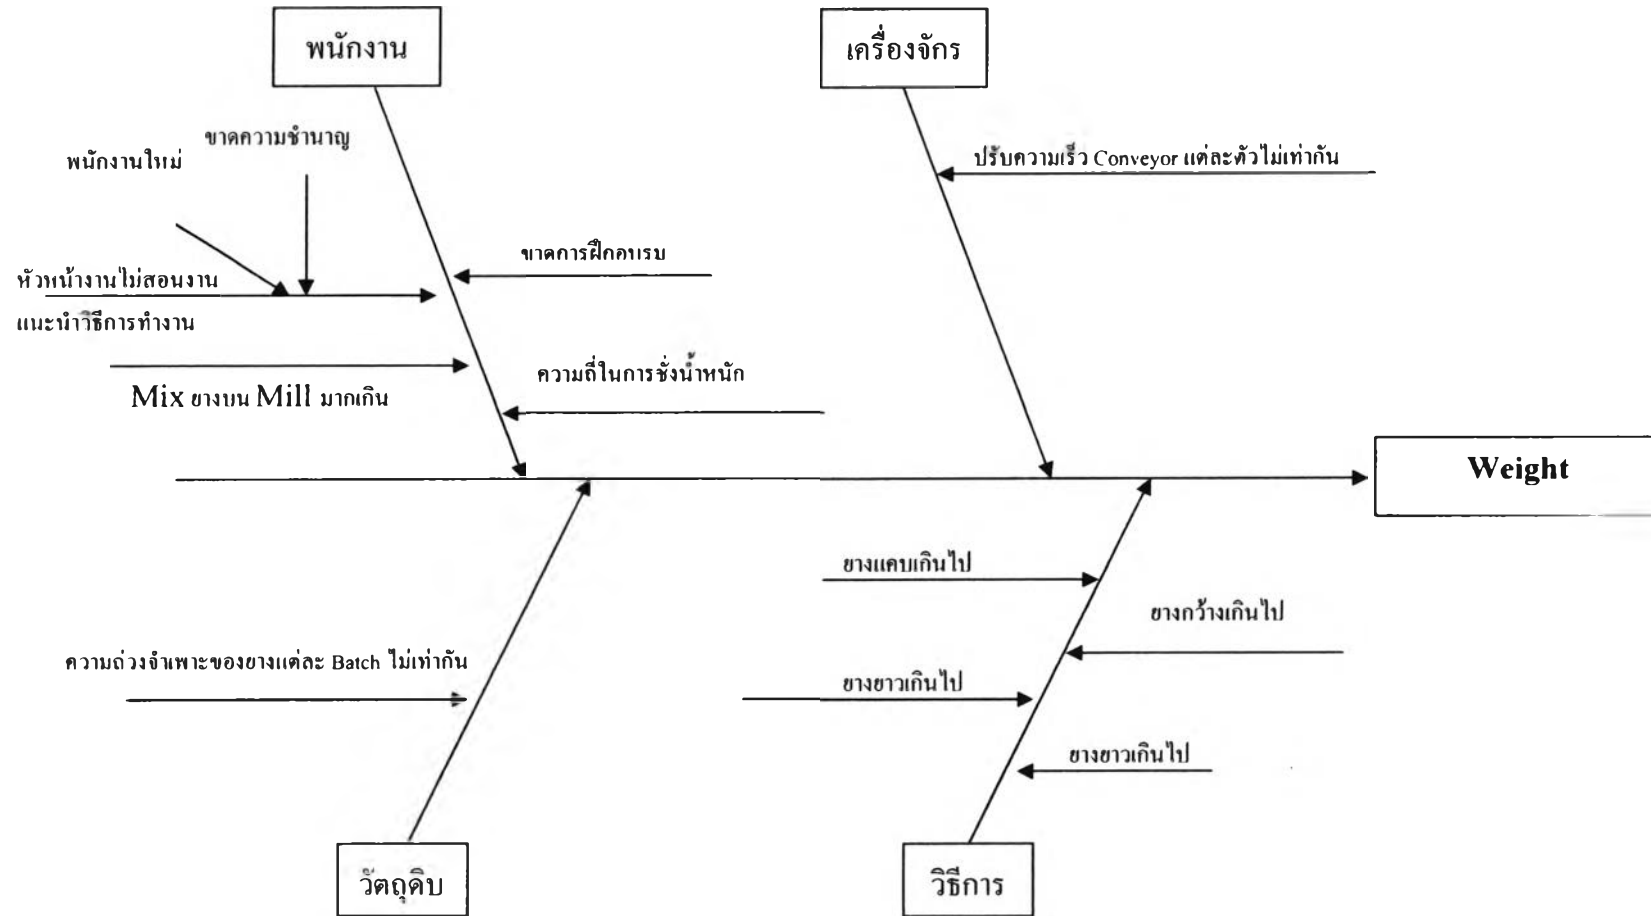 พนักงาน
เครื่องจักร
ขาดความชำนาญ
พนักงานใหม่
ปรับความเร็ว Conveyor แต่ละตัวไม่เท่ากัน
ขาดการฝึกอบรบ
หัวหน้างานไม่สอนงาน
แนะนำวิธีการทำงาน
ความถี่ในการชั่งน้ำหนัก
Mix ยางบน Mill มากเกิน
Weight
ยางแคบเกินไป
ยางกว้างเกินไป
ความถ่วงจำเพาะของยางแต่ละ Batch ไม่เท่ากัน
ยางยาวเกินไป
ยางยาวเกินไป
วัตถุดิบ
วิธีการ